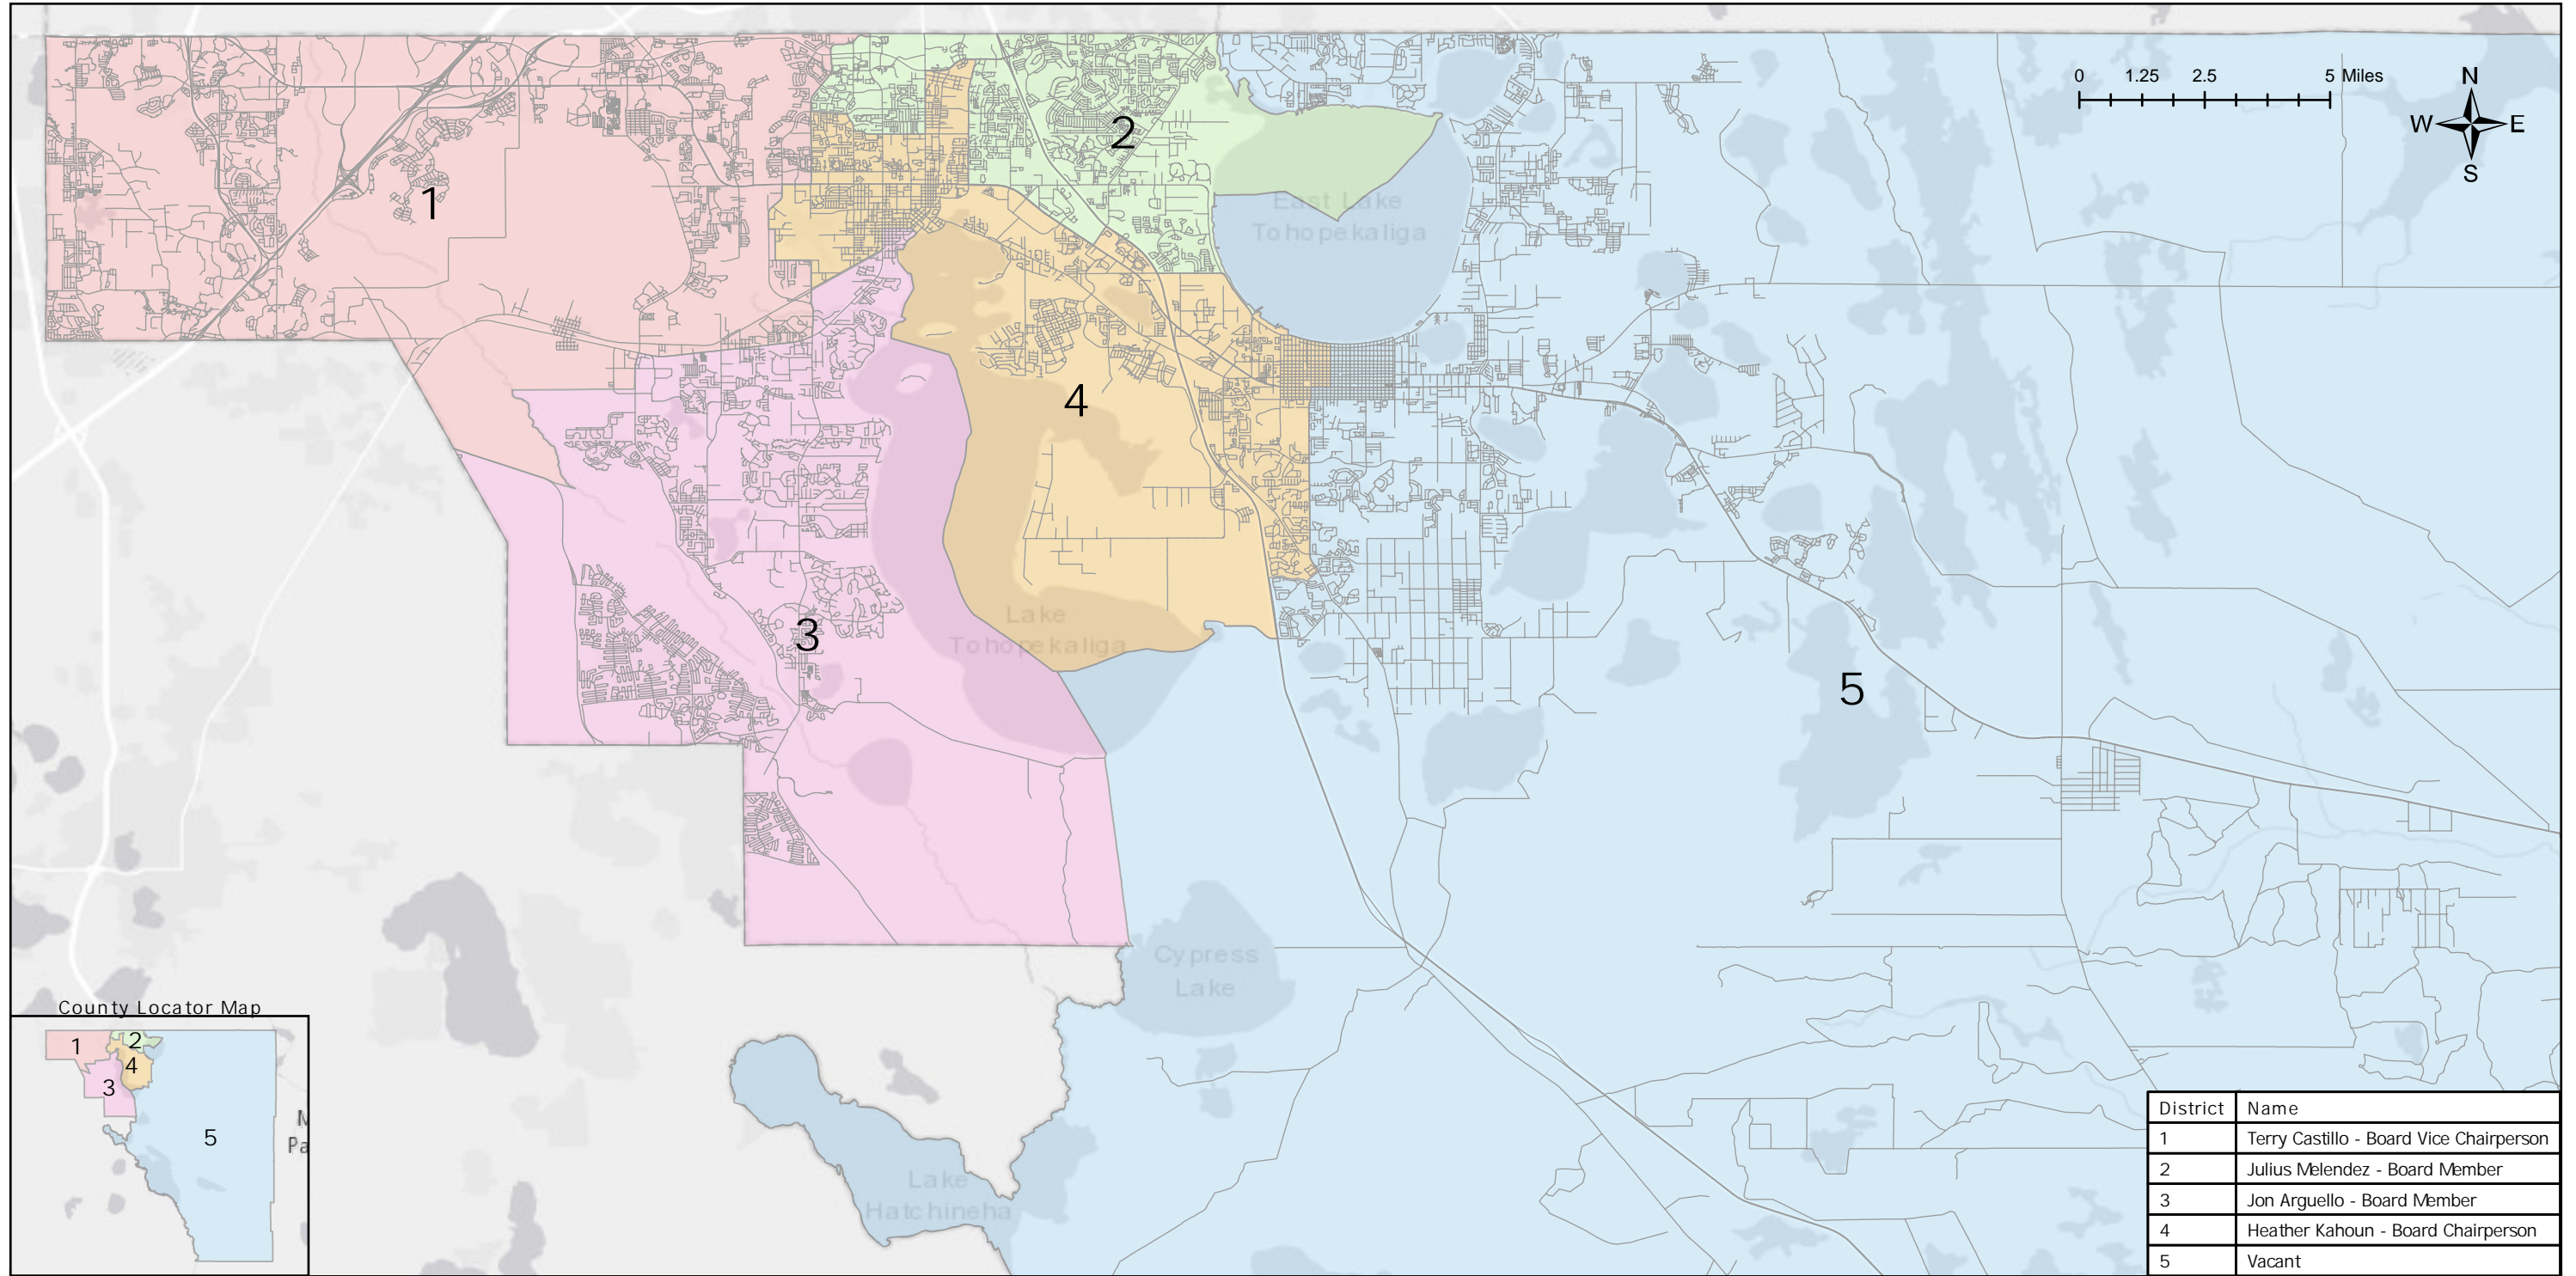 0 1.25 2.5 5 Miles
N
W E
S
1
2
East Lake
Tohopekaliga
4
3
Lake
Tohopekaliga
5
Cypress
Lake
Lake
Hatchineha
County Locator Map
1
2
4
3
5
District Name
1 Terry Castillo - Board Vice Chairperson
2 Julius Melendez - Board Member
3 Jon Arguello - Board Member
4 Heather Kahoun - Board Chairperson
5 Vacant